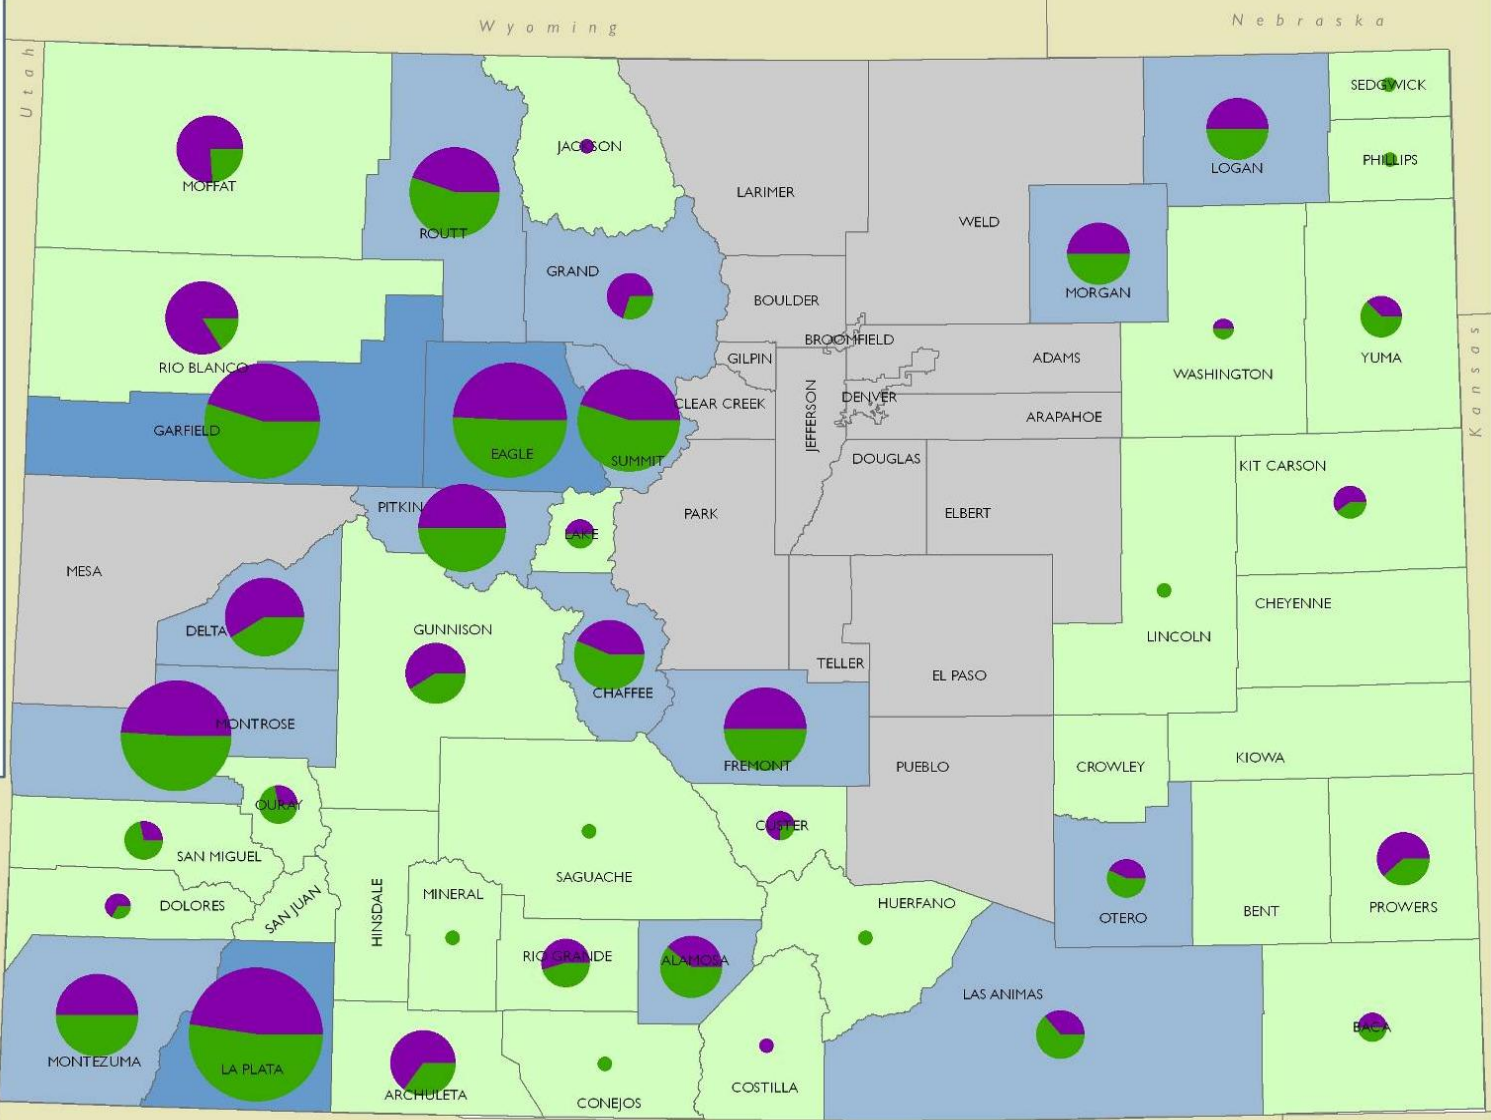 Wyoming
Nebraska
Utah
SEDGWICK
JACKSON
PHILLIPS
LOGAN
MOFFAT
LARIMER
WELD
ROUTT
GRAND
MORGAN
BOULDER
BROOMFIELD
Kansas
GILPIN
ADAMS
YUMA
RIO BLANCO
WASHINGTON
DENVER
CLEAR CREEK
JEFFERSON
ARAPAHOE
GARFIELD
EAGLE
SUMMIT
DOUGLAS
KIT CARSON
PITKIN
PARK
ELBERT
LAKE
MESA
CHEYENNE
DELTA
GUNNISON
LINCOLN
TELLER
EL PASO
CHAFFEE
MONTROSE
FREMONT
PUEBLO
CROWLEY
KIOWA
OURAY
CUSTER
SAN MIGUEL
SAGUACHE
MINERAL
HUERFANO
DOLORES
SAN JUAN
HINSDALE
OTERO
BENT
PROWERS
RIO GRANDE
ALAMOSA
LAS ANIMAS
BACA
MONTEZUMA
LA PLATA
COSTILLA
ARCHULETA
CONEJOS